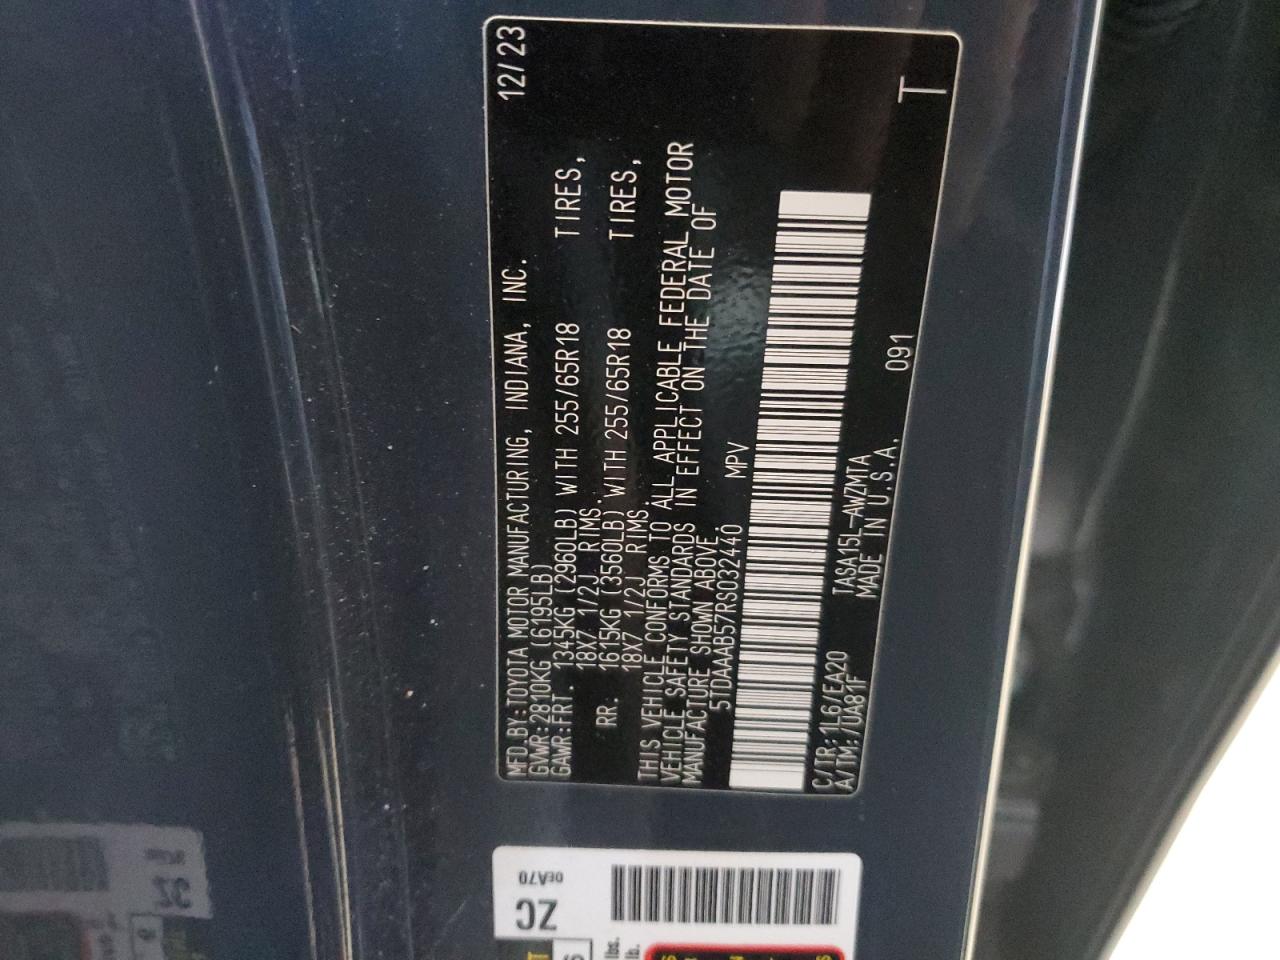 MFD.BY:TOYOTA MOTOR MANUFACTURING, INDIANA, INC. 12/23
GVWR:2810KG (6195LB)
GAWR:FRT. 1345KG (2960LB) WITH 255/65R18 TIRES,
18X7 1/2J RIMS.
RR. 1615KG (3560LB) WITH 255/65R18 TIRES,
18X7 1/2J RIMS.
THIS VEHICLE CONFORMS TO ALL APPLICABLE FEDERAL MOTOR
VEHICLE SAFETY STANDARDS IN EFFECT ON THE DATE OF
MANUFACTURE SHOWN ABOVE.
5TDAAAB57RS032440 MPV
C/TR:1L6/EA20 TASA15L-AWZMTA 091 T
A/TM:/UA81F MADE IN U.S.A.
0EA70
ZC
lbs.
lb.